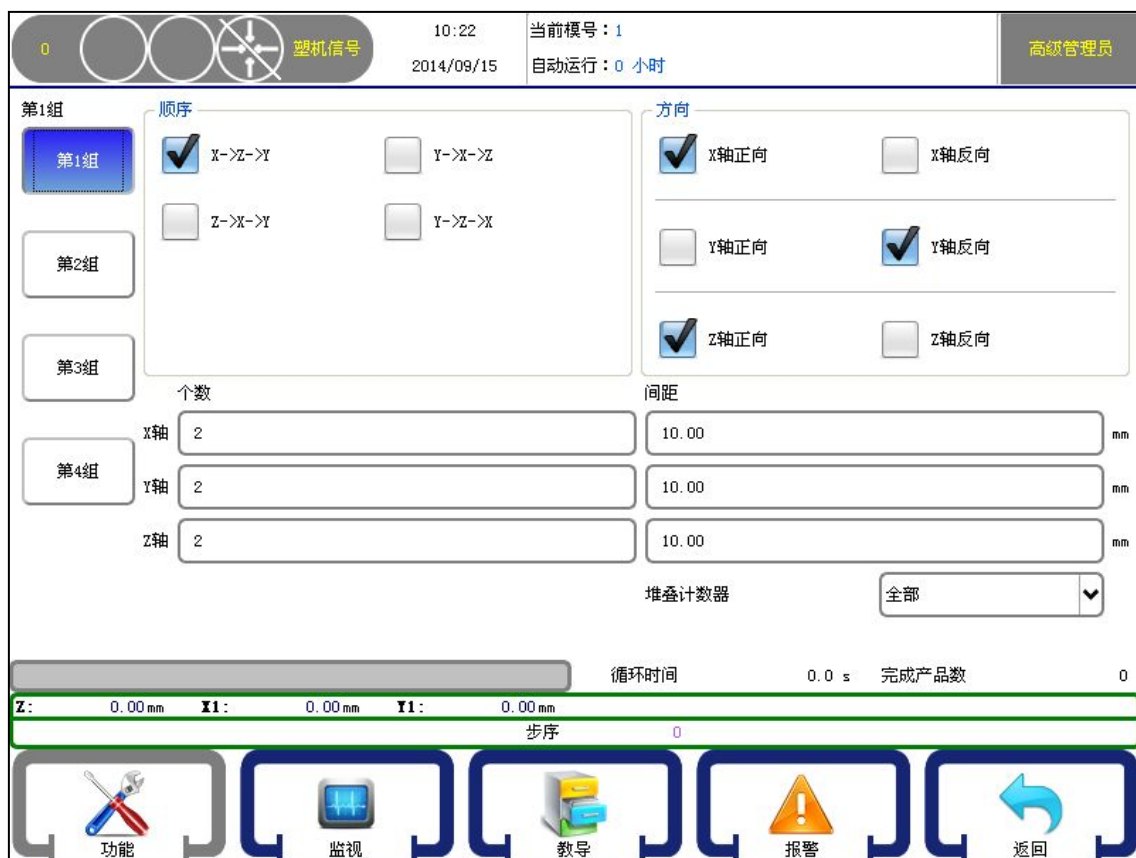 0 塑机信号
10:22
2014/09/15
当前模号：1
自动运行：0 小时
高级管理员
第1组
第1组
第2组
第3组
第4组
顺序
X->Z->Y Y->X->Z
Z->X->Y Y->Z->X
方向
X轴正向 X轴反向
Y轴正向 Y轴反向
Z轴正向 Z轴反向
个数 间距
X轴 2 10.00 mm
Y轴 2 10.00 mm
Z轴 2 10.00 mm
堆叠计数器 全部
循环时间 0.0 s 完成产品数 0
Z: 0.00mm X1: 0.00mm Y1: 0.00mm
步序 0
功能 监视 教导 报警 返回